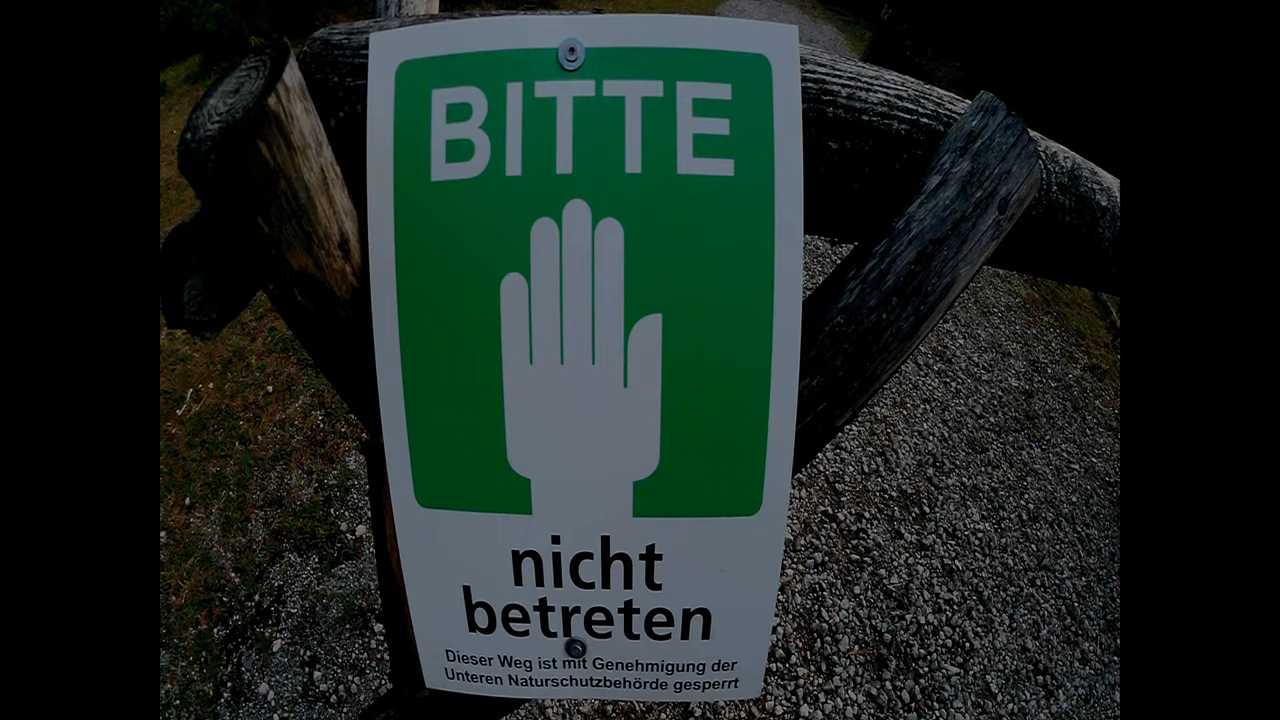 BITTE
nicht
betreten
Dieser Weg ist mit Genehmigung der
Unteren Naturschutzbehörde gesperrt